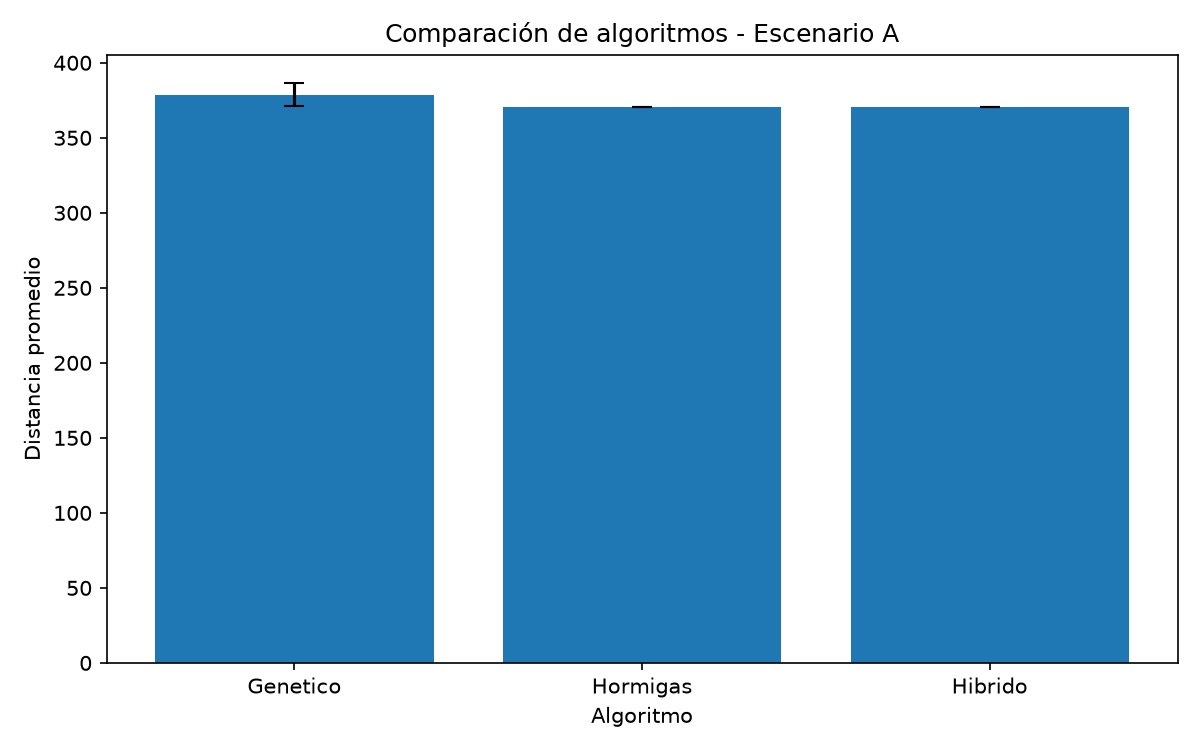 Comparación de algoritmos - Escenario A
400
350
300
250
200
150
100
50
0
Distancia promedio
Genetico
Hormigas
Hibrido
Algoritmo